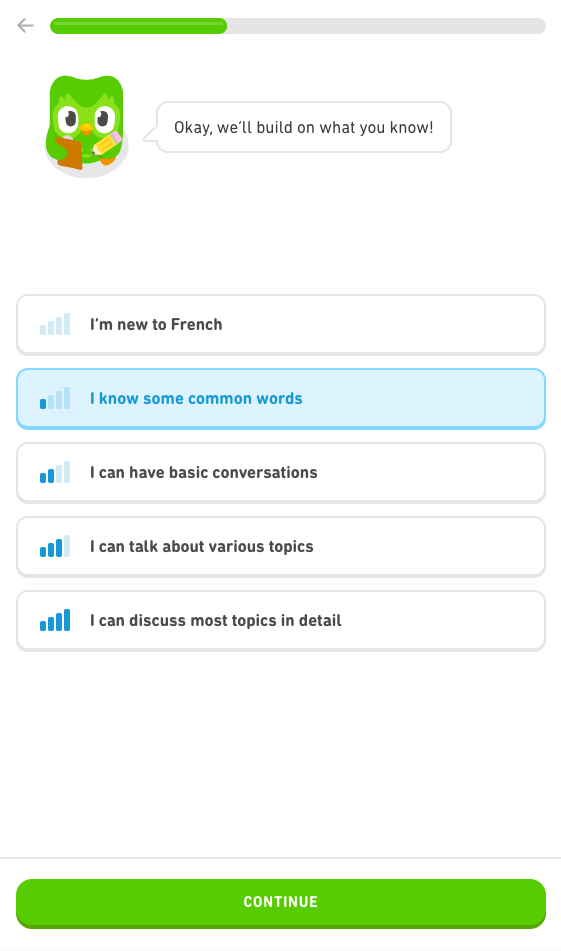 Okay, we’ll build on what you know!
I’m new to French
I know some common words
I can have basic conversations
I can talk about various topics
I can discuss most topics in detail
CONTINUE